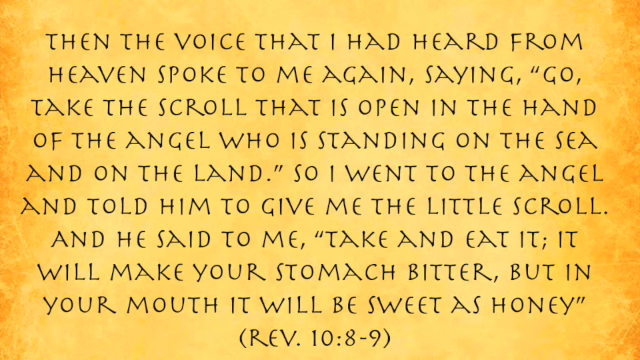 Then the voice that I had heard from
heaven spoke to me again, saying, “Go,
take the scroll that is open in the hand
of the angel who is standing on the sea
and on the land.” So I went to the angel
and told him to give me the little scroll.
And he said to me, “Take and eat it; it
will make your stomach bitter, but in
your mouth it will be sweet as honey”
(Rev. 10:8-9)